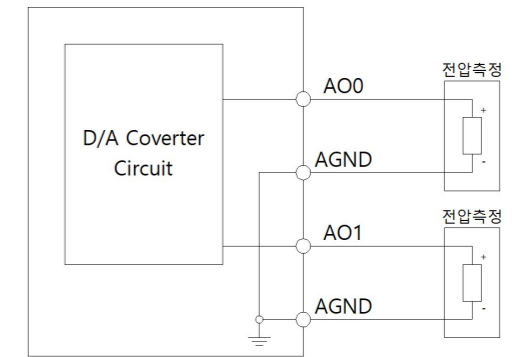 전압측정
AO0
+
D/A Coverter
Circuit
AGND
-
전압측정
AO1
+
AGND
-